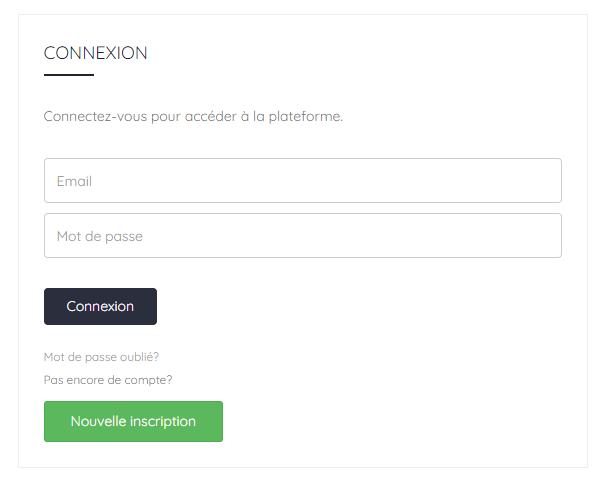 CONNEXION
Connectez-vous pour accéder à la plateforme.
Email
Mot de passe
Connexion
Mot de passe oublié?
Pas encore de compte?
Nouvelle inscription